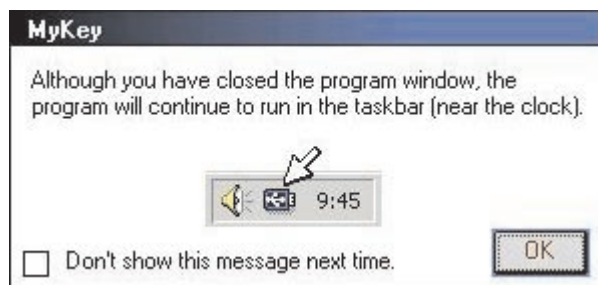 MyKey
Although you have closed the program window, the
program will continue to run in the taskbar (near the clock).
9:45
Don't show this message next time.
OK